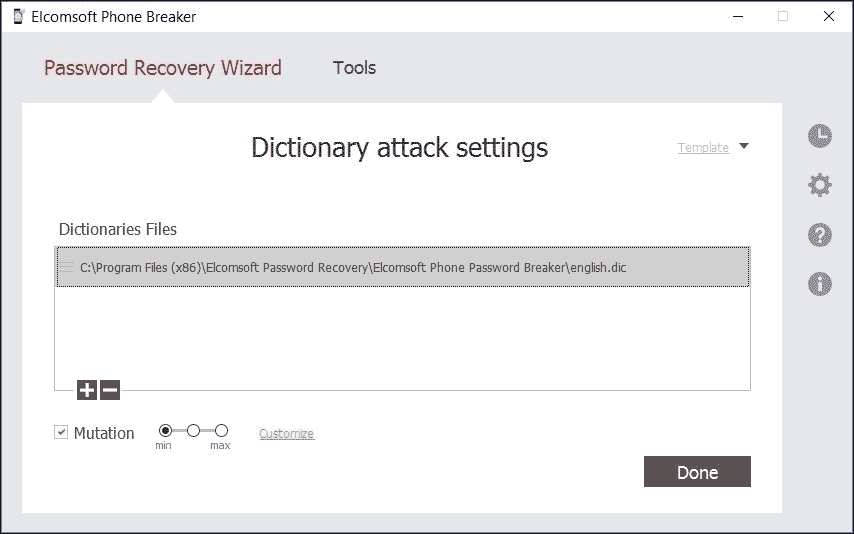 Elcomsoft Phone Breaker
Password Recovery Wizard Tools
Dictionary attack settings
Template
Dictionaries Files
C:\Program Files (x86)\Elcomsoft Password Recovery\Elcomsoft Phone Password Breaker\english.dic
Mutation
min max
Customize
Done